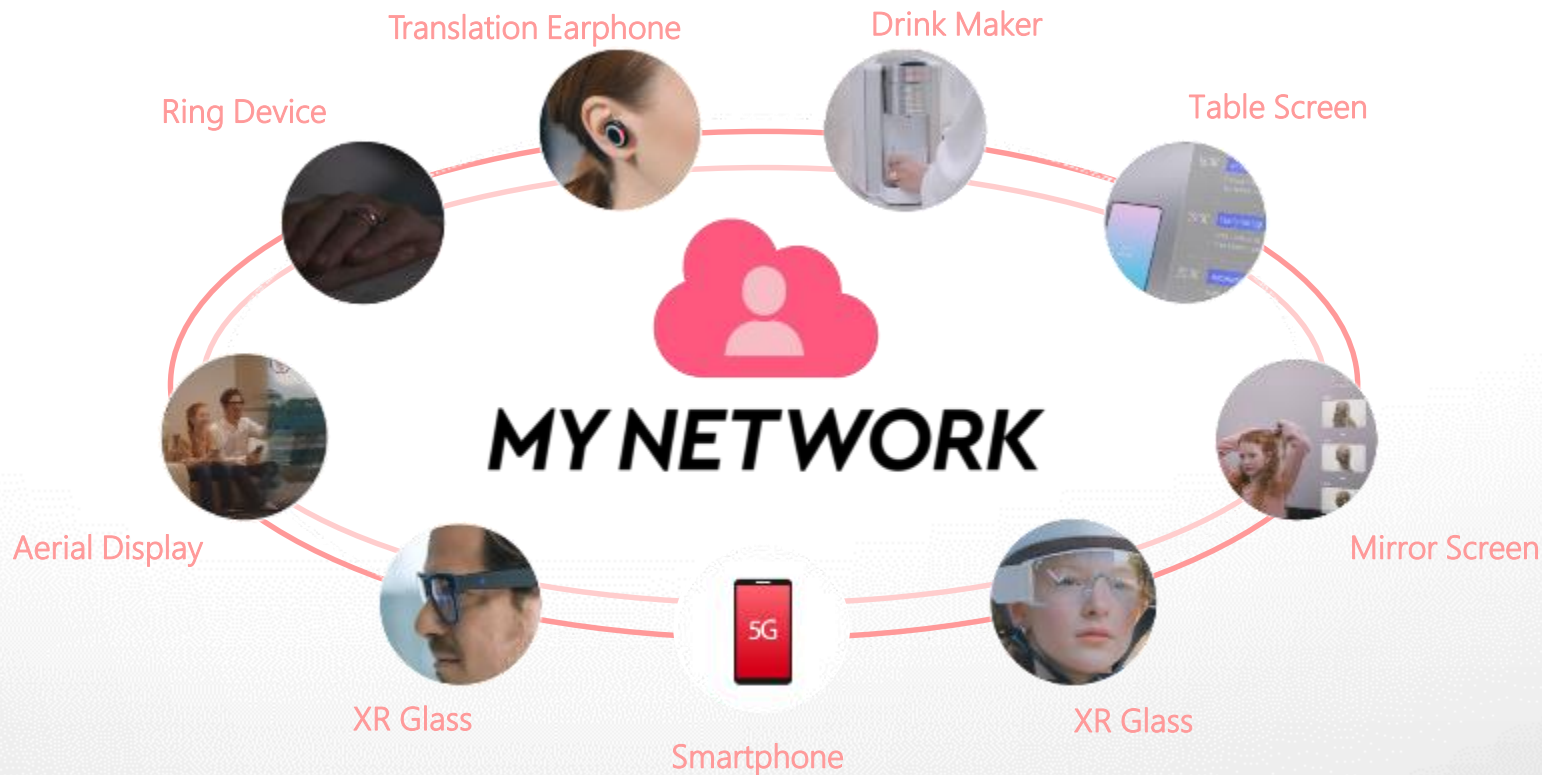 Translation Earphone
Drink Maker
Ring Device
Table Screen
MY NETWORK
Aerial Display
Mirror Screen
5G
XR Glass
XR Glass
Smartphone